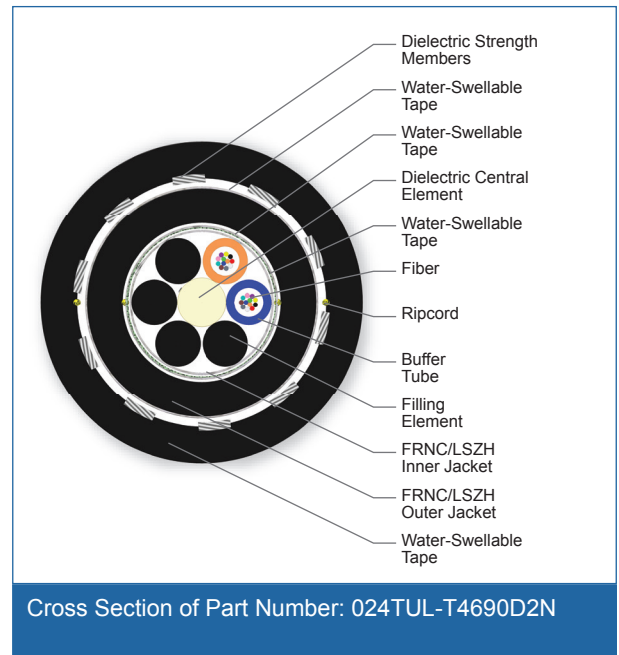 Dielectric Strength
Members
Water-Swellable
Tape
Water-Swellable
Tape
Dielectric Central
Element
Water-Swellable
Tape
Fiber
Ripcord
Buffer
Tube
Filling
Element
FRNC/LSZH
Inner Jacket
FRNC/LSZH
Outer Jacket
Water-Swellable
Tape
Cross Section of Part Number: 024TUL-T4690D2N